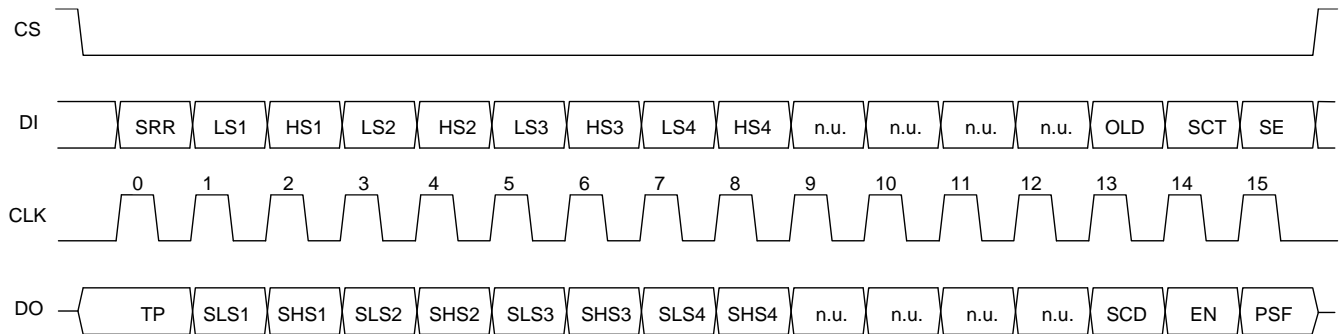 CS
DI SRR LS1 HS1 LS2 HS2 LS3 HS3 LS4 HS4 n.u. n.u. n.u. n.u. OLD SCT SE
0 1 2 3 4 5 6 7 8 9 10 11 12 13 14 15
CLK
DO TP SLS1 SHS1 SLS2 SHS2 SLS3 SHS3 SLS4 SHS4 n.u. n.u. n.u. n.u. SCD EN PSF